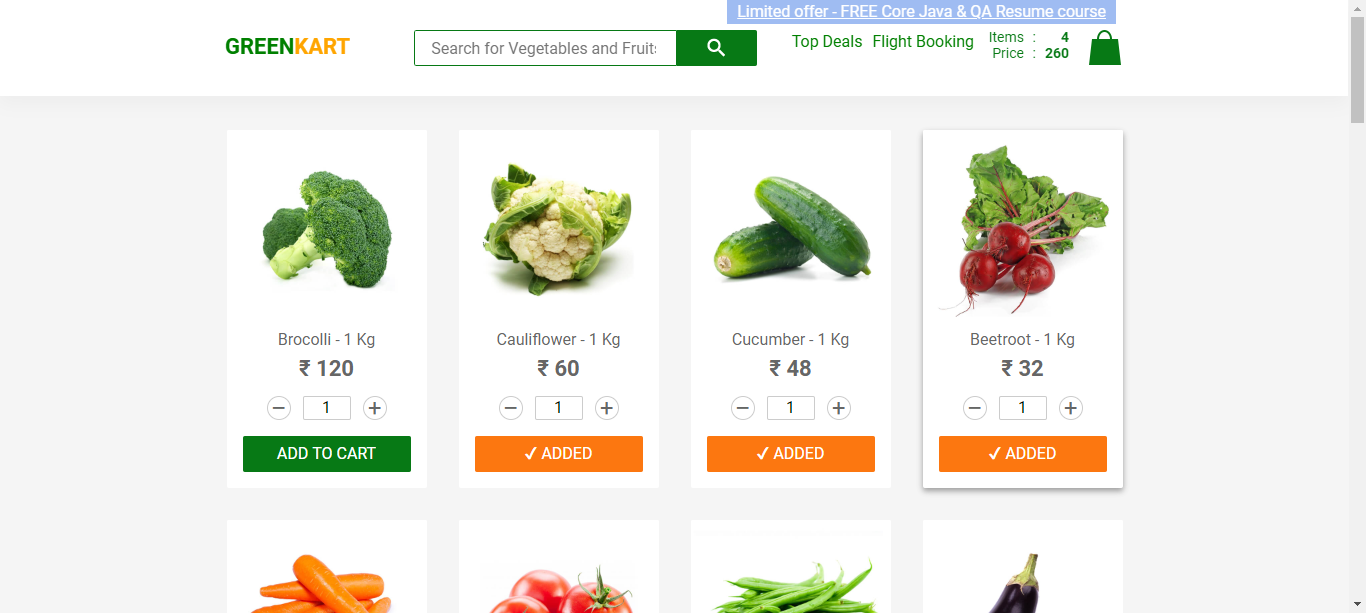 Limited offer - FREE Core Java & QA Resume course
GREENKART
Search for Vegetables and Fruit
Top Deals Flight Booking
Items : 4
Price : 260
Brocolli - 1 Kg
₹ 120
− 1 +
ADD TO CART
Cauliflower - 1 Kg
₹ 60
− 1 +
✓ ADDED
Cucumber - 1 Kg
₹ 48
− 1 +
✓ ADDED
Beetroot - 1 Kg
₹ 32
− 1 +
✓ ADDED